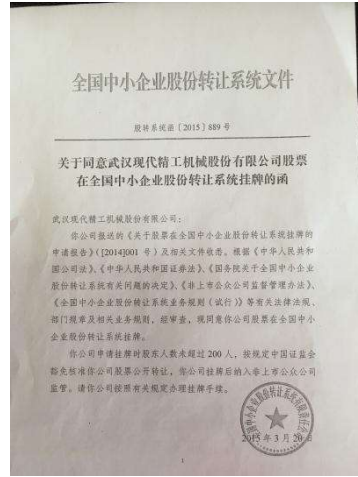 全国中小企业股份转让系统文件
股转系统函〔2015〕889号
关于同意武汉现代精工机械股份有限公司股票
在全国中小企业股份转让系统挂牌的函
武汉现代精工机械股份有限公司：
你公司报送的《关于股票在全国中小企业股份转让系统挂牌的
申请报告》（[2014]001 号）及相关文件收悉。根据《中华人民共和
国公司法》、《中华人民共和国证券法》、《国务院关于全国中小企业
股份转让系统有关问题的决定》、《非上市公众公司监督管理办法》、
《全国中小企业股份转让系统业务规则（试行）》等有关法律法规、
部门规章及相关业务规则，经审查，现同意你公司股票在全国中小
企业股份转让系统挂牌。
你公司申请挂牌时股东人数未超过 200 人，按规定中国证监会
豁免核准你公司股票公开转让，你公司挂牌后纳入非上市公众公司
监管。请你公司按照有关规定办理挂牌手续。
2015 年 3 月 20 日
1